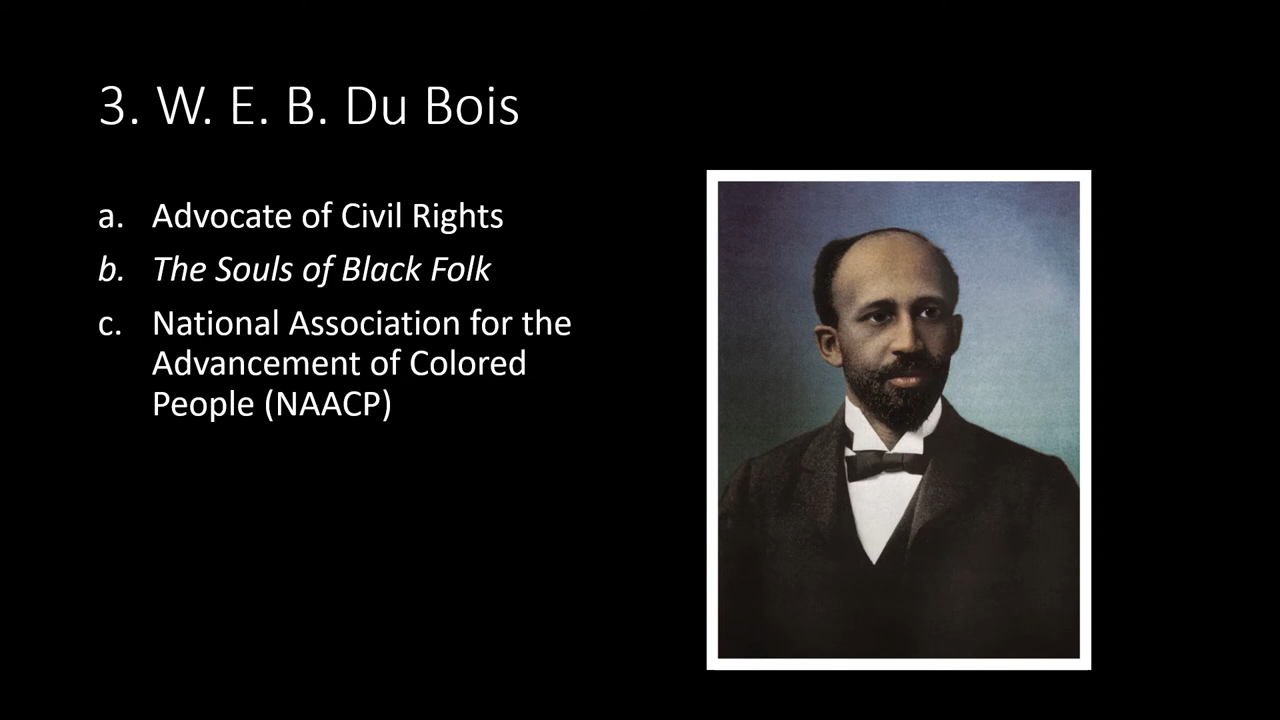 3. W. E. B. Du Bois
a. Advocate of Civil Rights
b. The Souls of Black Folk
c. National Association for the
Advancement of Colored
People (NAACP)